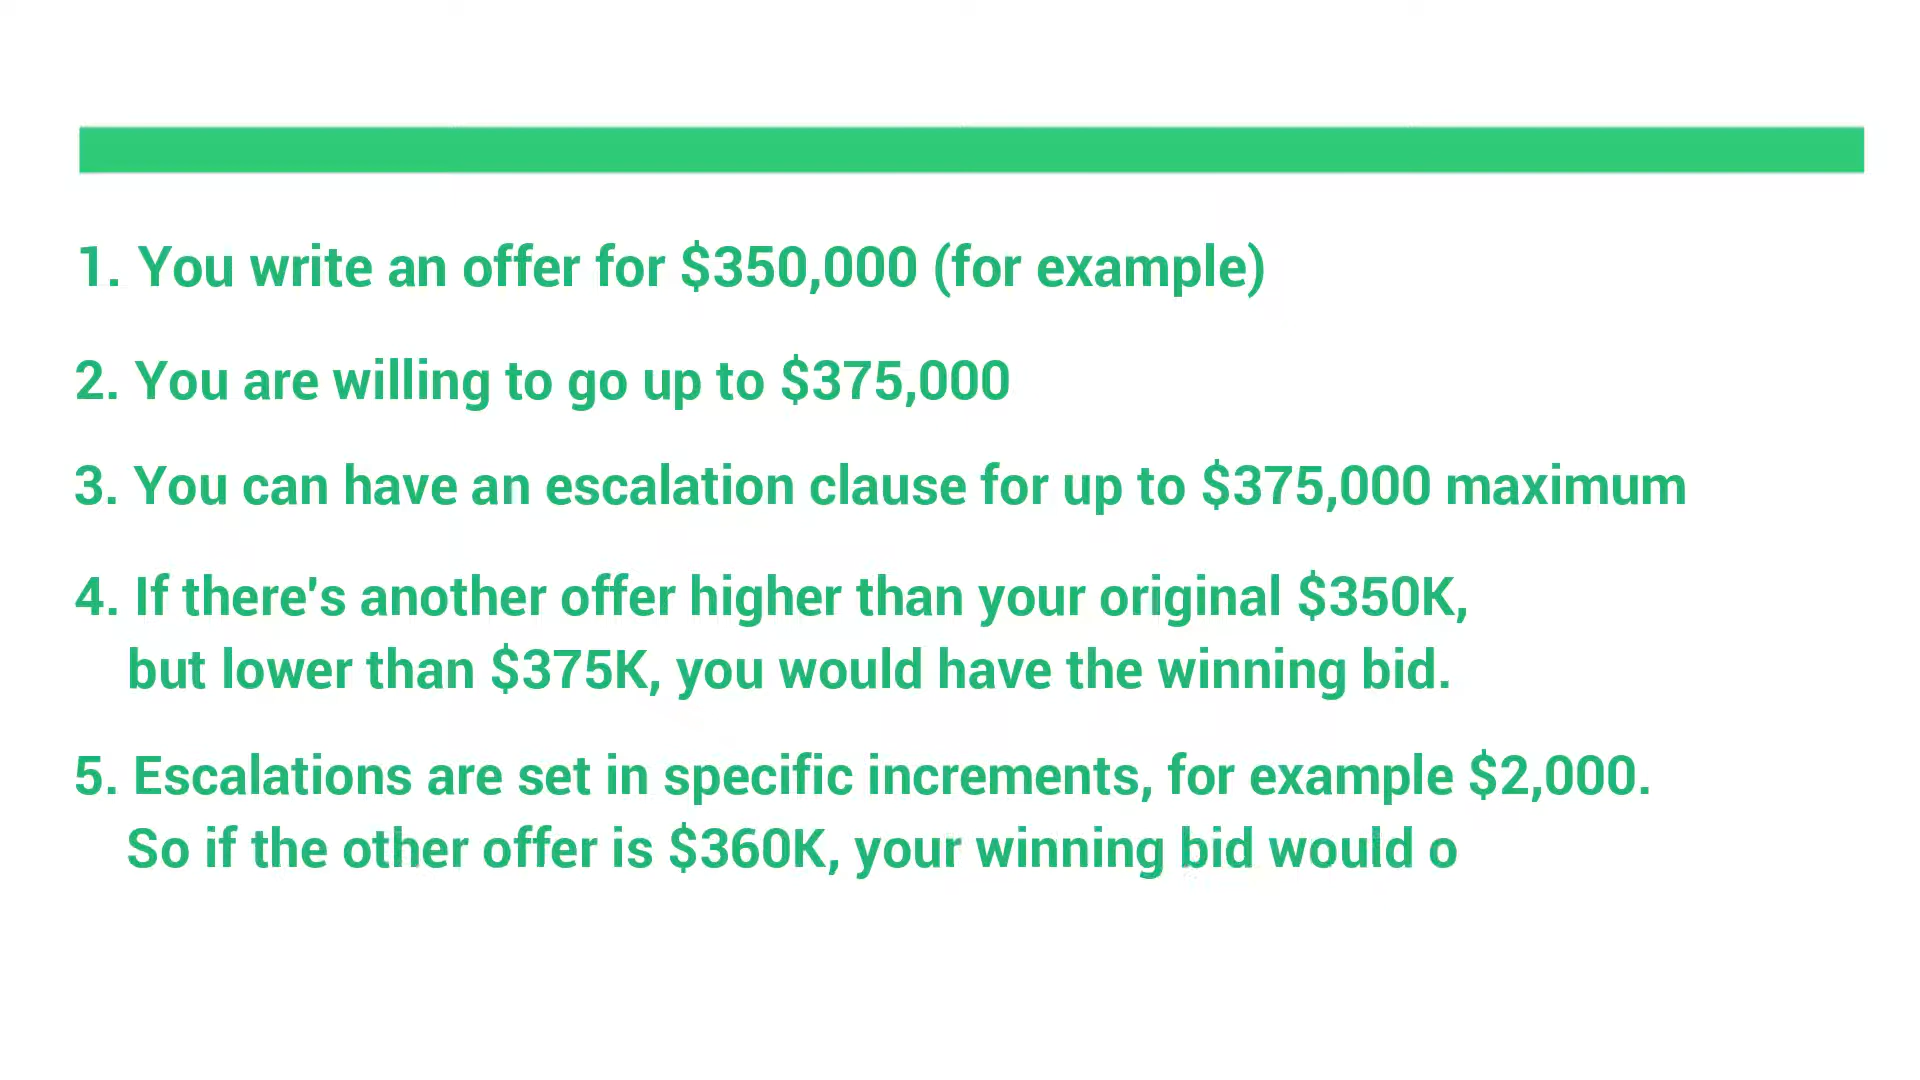 1. You write an offer for $350,000 (for example)
2. You are willing to go up to $375,000
3. You can have an escalation clause for up to $375,000 maximum
4. If there's another offer higher than your original $350K,
but lower than $375K, you would have the winning bid.
5. Escalations are set in specific increments, for example $2,000.
So if the other offer is $360K, your winning bid would o